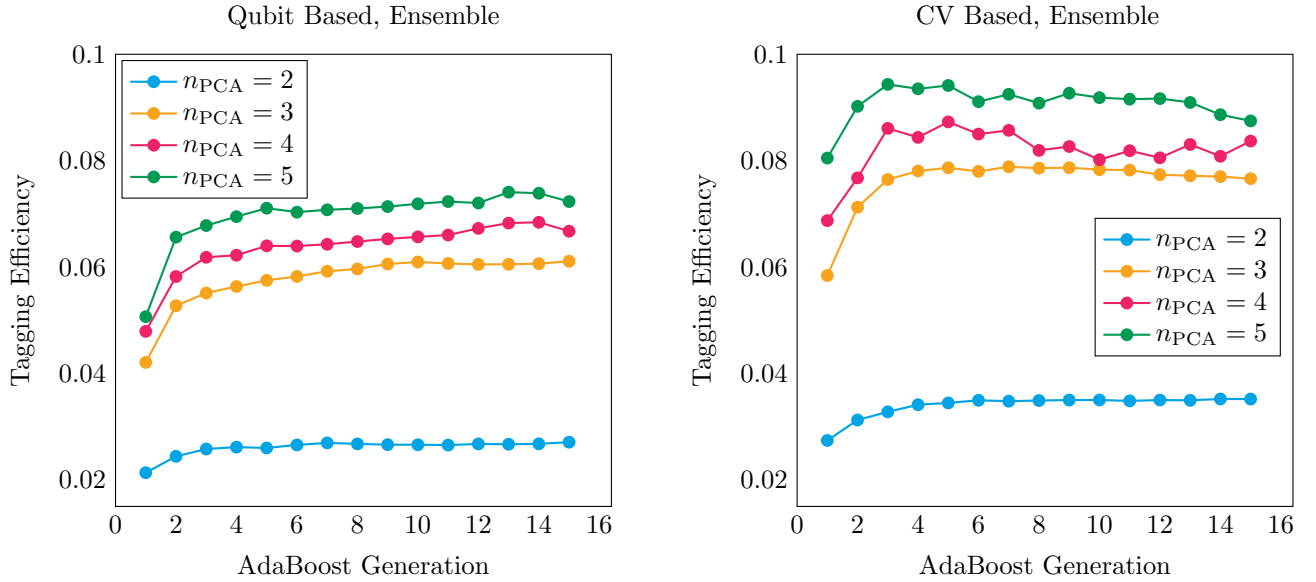 Qubit Based, Ensemble
0.1
0.08
0.06
0.04
0.02
Tagging Efficiency
n_PCA = 2
n_PCA = 3
n_PCA = 4
n_PCA = 5
0 2 4 6 8 10 12 14 16
AdaBoost Generation
CV Based, Ensemble
0.1
0.08
0.06
0.04
0.02
Tagging Efficiency
n_PCA = 2
n_PCA = 3
n_PCA = 4
n_PCA = 5
0 2 4 6 8 10 12 14 16
AdaBoost Generation